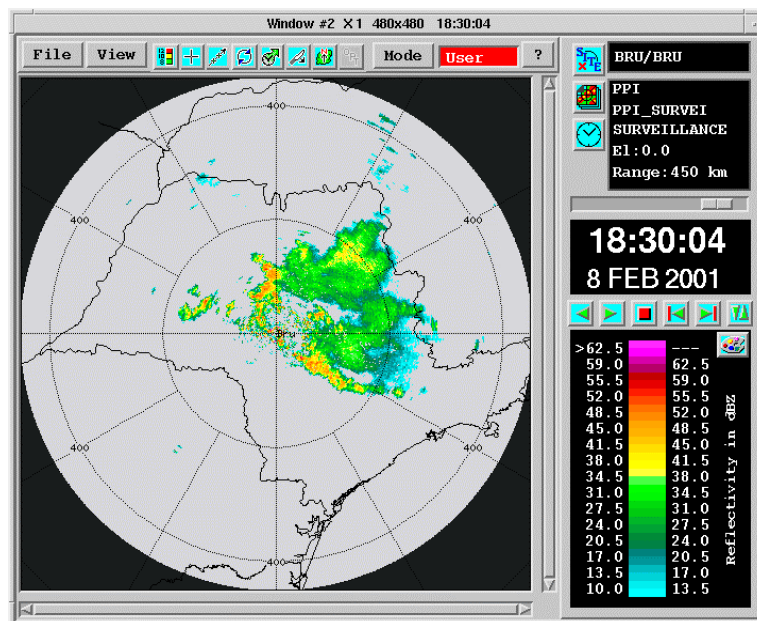 Window #2 X1 480x480 18:30:04
File View Mode User ?
BRU/BRU
PPI
PPI_SURVEI
SURVEILLANCE
El:0.0
Range:450 km
400
400
400
400
400
Bru
18:30:04
8 FEB 2001
>62.5 ---
59.0 62.5
55.5 59.0
52.0 55.5
48.5 52.0
45.0 48.5
41.5 45.0
38.0 41.5
34.5 38.0
31.0 34.5
27.5 31.0
24.0 27.5
20.5 24.0
17.0 20.5
13.5 17.0
10.0 13.5
Reflectivity in dBZ